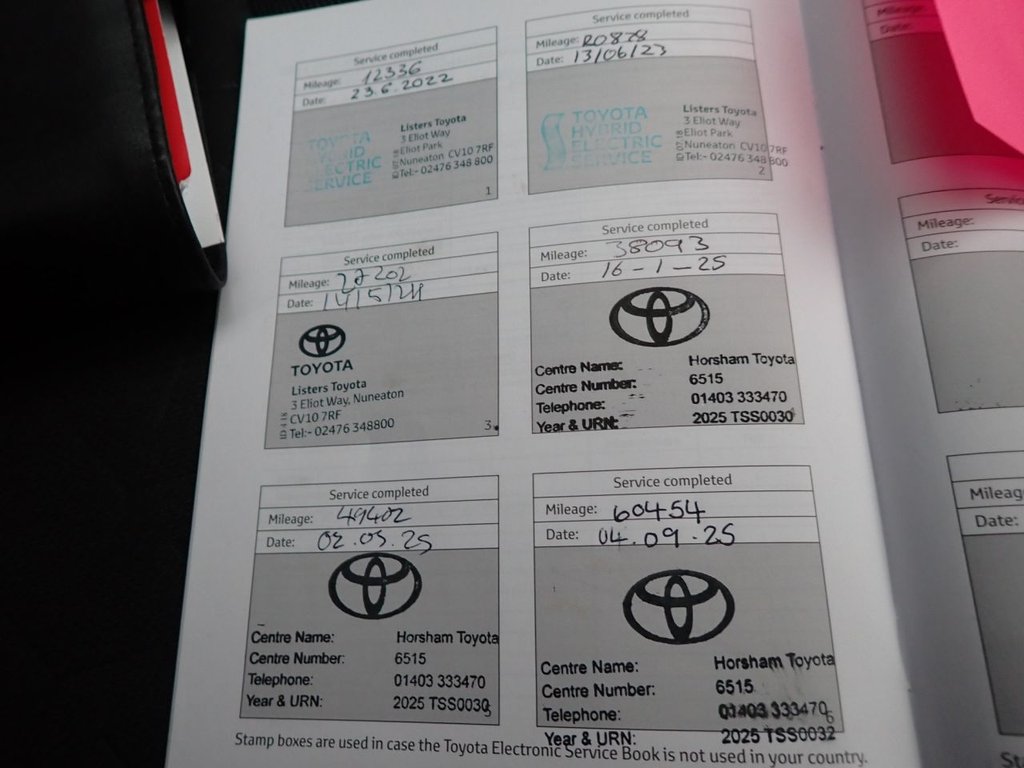 Service completed
Mileage: 12336
Date: 23.6.2022
TOYOTA
HYBRID
ELECTRIC
SERVICE
Listers Toyota
3 Eliot Way
Eliot Park
Nuneaton CV10 7RF
Tel:- 02476 348 800
1
Service completed
Mileage: 20878
Date: 13/06/23
TOYOTA
HYBRID
ELECTRIC
SERVICE
Listers Toyota
3 Eliot Way
Eliot Park
Nuneaton CV10 7RF
Tel:- 02476 348 800
2
Service completed
Mileage: 27202
Date: 14/5/24
TOYOTA
Listers Toyota
3 Eliot Way, Nuneaton
CV10 7RF
Tel:- 02476 348800
3
Service completed
Mileage: 38093
Date: 16-1-25
Centre Name: Horsham Toyota
Centre Number: 6515
Telephone: 01403 333470
Year & URN: 2025 TSS0030
Service completed
Mileage: 49402
Date: 02.05.25
Centre Name: Horsham Toyota
Centre Number: 6515
Telephone: 01403 333470
Year & URN: 2025 TSS0030
5
Service completed
Mileage: 60454
Date: 04.09.25
Centre Name: Horsham Toyota
Centre Number: 6515
Telephone: 01403 333470
6
Year & URN: 2025 TSS0032
Stamp boxes are used in case the Toyota Electronic Service Book is not used in your country.
Mileage:
Date:
Mileage:
Date:
Mileag
Date: